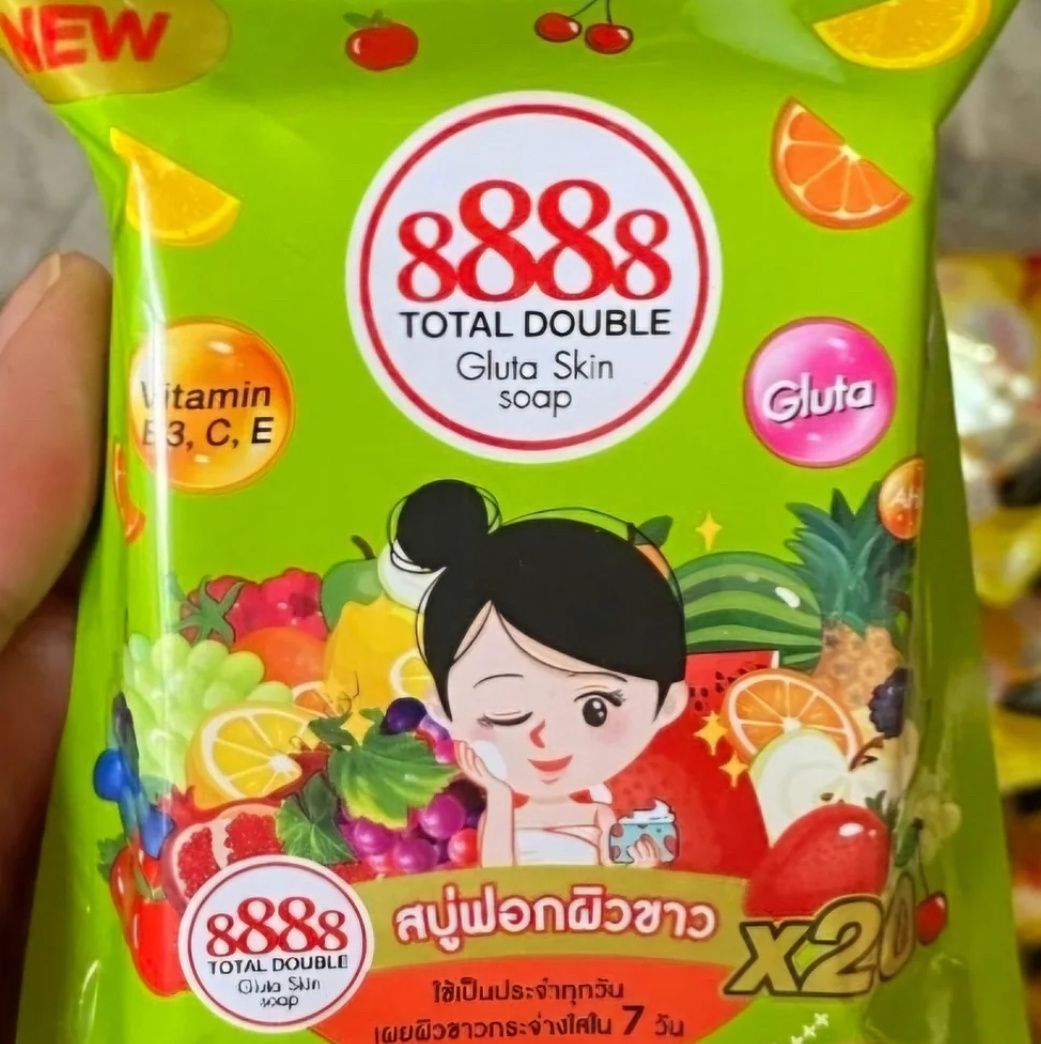 NEW
8888
TOTAL DOUBLE
Gluta Skin
soap
Vitamin
B3, C, E
Gluta
8888
TOTAL DOUBLE
Gluta Skin
soap
สบู่ฟอกผิวขาว
X20
ใช้เป็นประจำทุกวัน
เผยผิวขาวกระจ่างใสใน 7 วัน